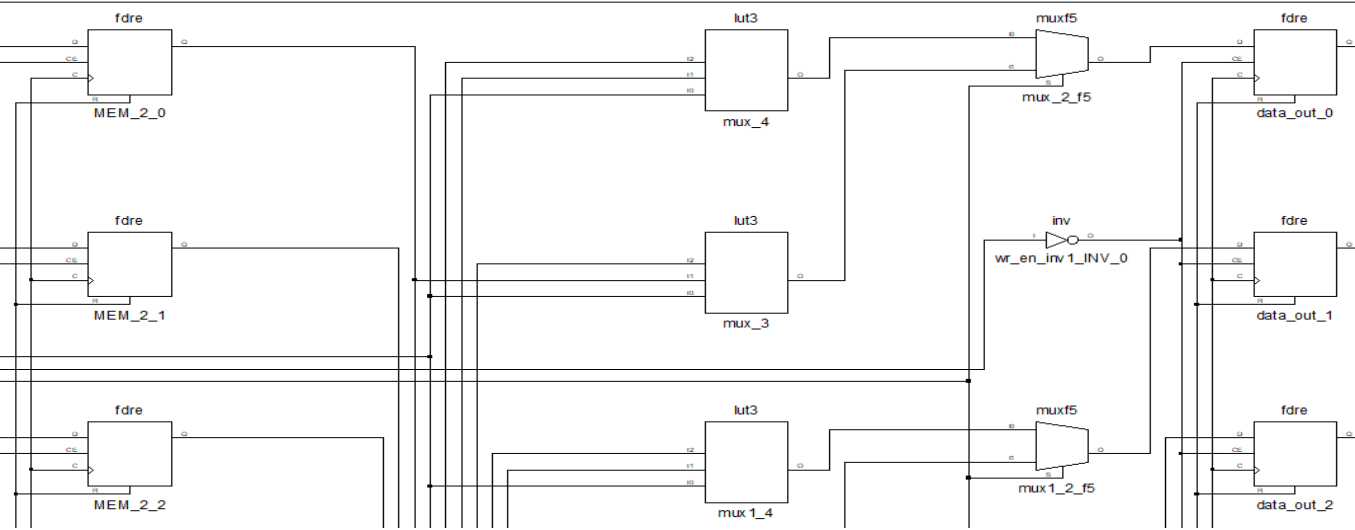 fdre lut3 muxf5 fdre
D Q I2 I1 O I0 I1 O D Q
CE CE
C I0 S C
R R
MEM_2_0 mux_4 mux_2_f5 data_out_0
fdre lut3 inv fdre
D Q I2 I1 O I O D Q
CE CE
C I0 C
R R
MEM_2_1 mux_3 wr_en_inv1_INV_0 data_out_1
fdre lut3 muxf5 fdre
D Q I2 I1 O I0 I1 O D Q
CE CE
C I0 S C
R R
MEM_2_2 mux1_4 mux1_2_f5 data_out_2